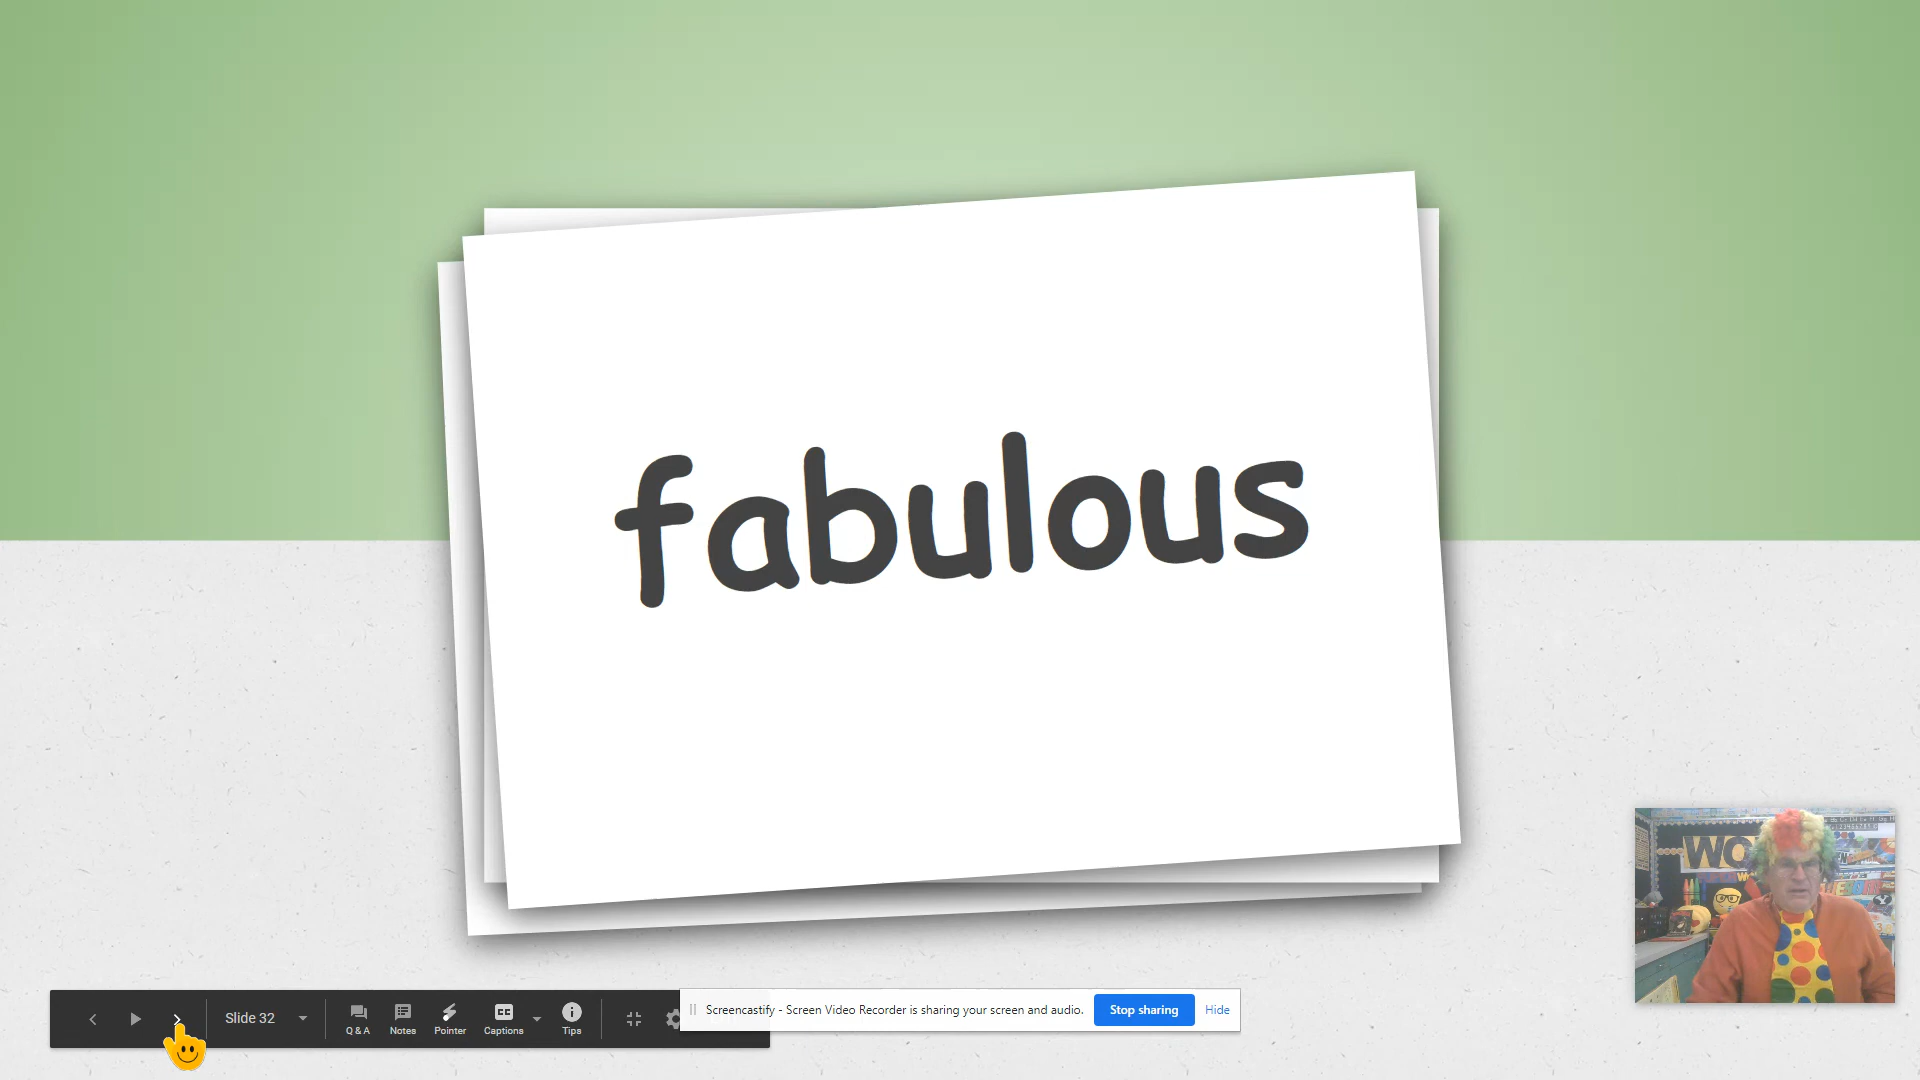 fabulous
WO
Slide 32
Q & A
Notes
Pointer
Captions
Tips
Screencastify - Screen Video Recorder is sharing your screen and audio.
Stop sharing
Hide